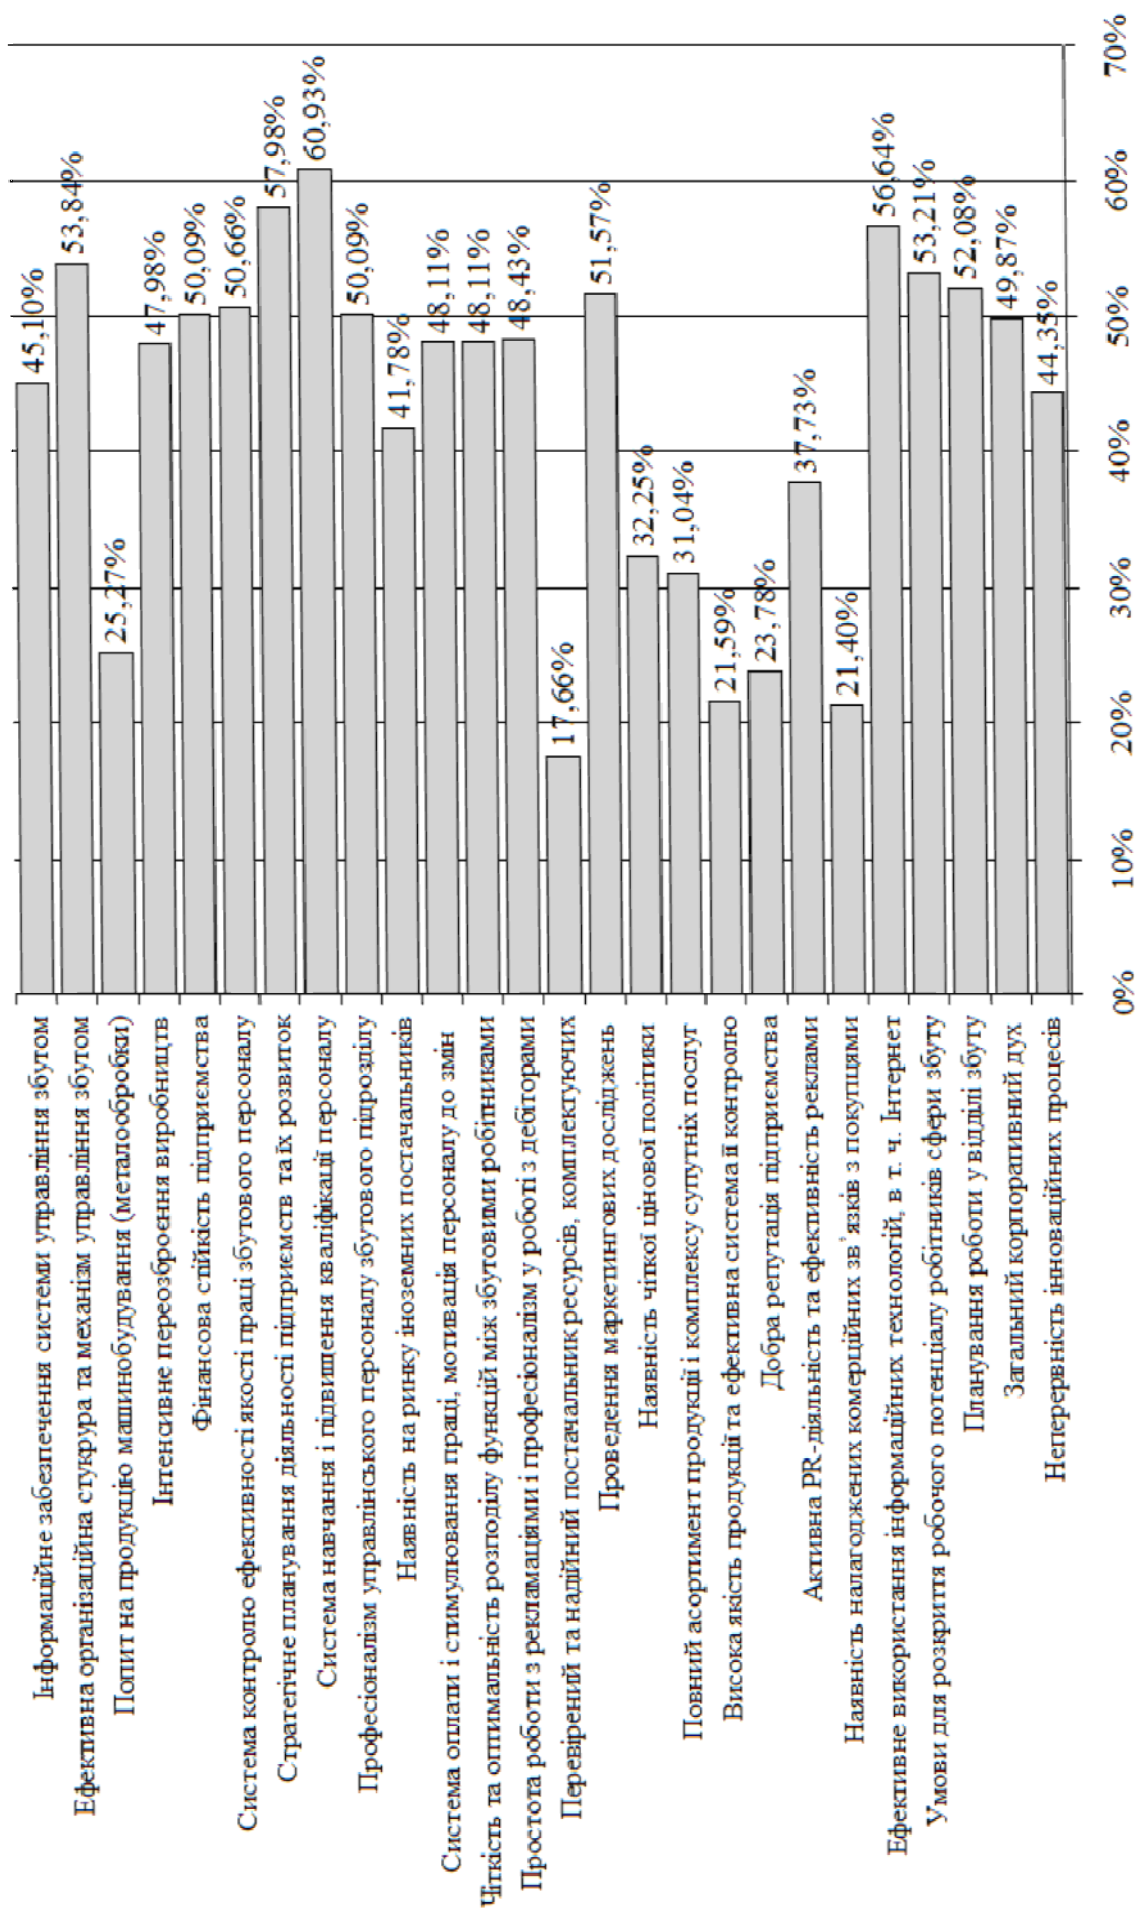 Інформаційне забезпечення системи управління збутом 45,10%
Ефективна організаційна стукрура та механізм управління збутом 53,84%
Попит на продукцію машинобудування (металообробки) 25,27%
Інтенсивне переозброєння виробництв 47,98%
Фінансова стійкість підприємства 50,09%
Система контролю ефективності якості праці збутового персоналу 50,66%
Стратегічне планування діяльності підприємств та їх розвиток 57,98%
Система навчання і підвищення кваліфікації персоналу 60,93%
Професіоналізм управлінського персоналу збутового підрозділу 50,09%
Наявність на ринку іноземних постачальників 41,78%
Система оплати і стимулювання праці, мотивація персоналу до змін 48,11%
Чіткість та оптимальність розподілу функцій між збутовими робітниками 48,11%
Простота роботи з рекламаціями і професіоналізм у роботі з дебіторами 48,43%
Перевірений та надійний постачальник ресурсів, комплектуючих 17,66%
Проведення маркетингових досліджень 51,57%
Наявність чіткої цінової політики 32,25%
Повний асортимент продукції і комплексу супутніх послуг 31,04%
Висока якість продукції та ефективна система її контролю 21,59%
Добра репутація підприємства 23,78%
Активна PR-діяльність та ефективність реклами 37,73%
Наявність налагоджених комерційних зв'язків з покупцями 21,40%
Ефективне використання інформаційних технологій, в т. ч. Інтернет 56,64%
Умови для розкриття робочого потенціалу робітників сфери збуту 53,21%
Планування роботи у відділі збуту 52,08%
Загальний корпоративний дух 49,87%
Неперервність інноваційних процесів 44,35%
0% 10% 20% 30% 40% 50% 60% 70%